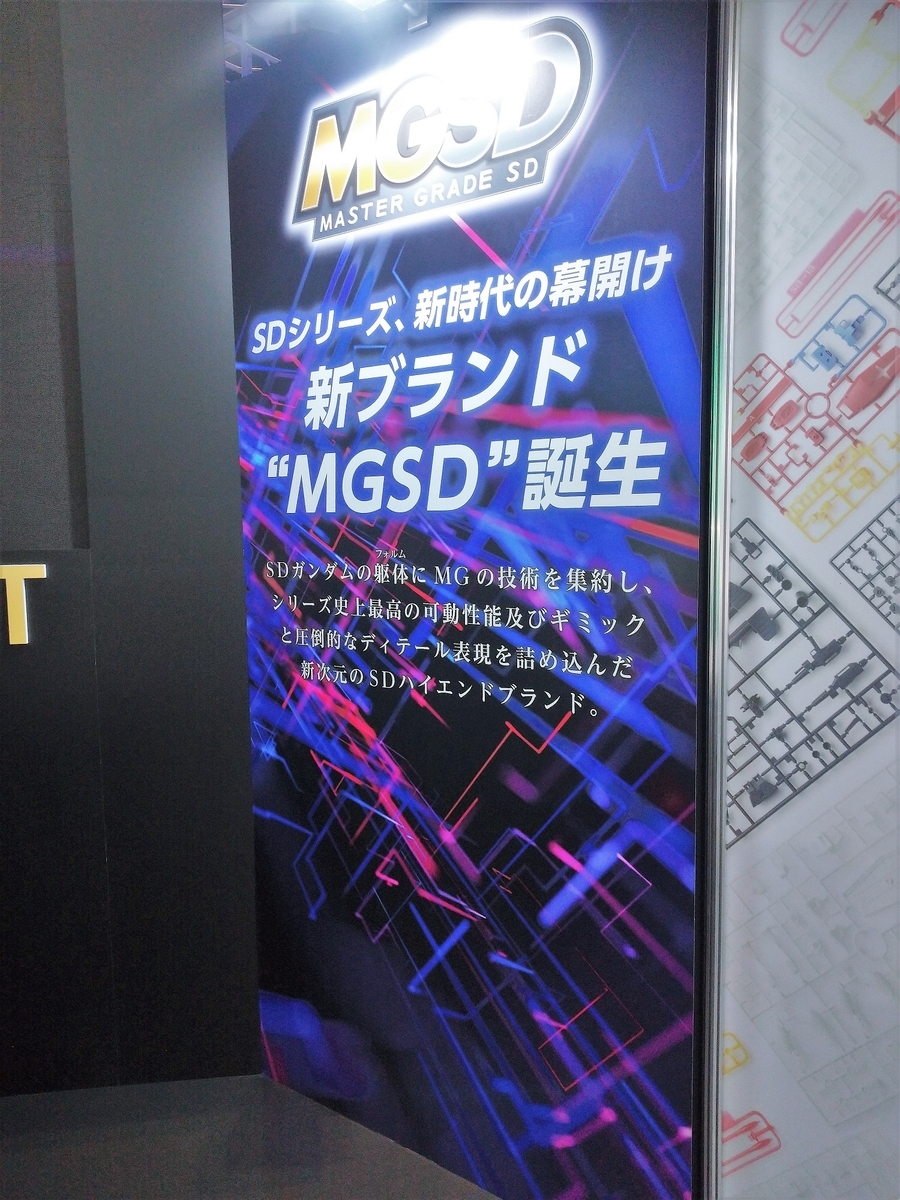 MGSD
MASTER GRADE SD
SDシリーズ、新時代の幕開け
新ブランド
“MGSD”誕生
フォルム
SDガンダムの躯体にMGの技術を集約し、
シリーズ史上最高の可動性能及びギミック
と圧倒的なディテール表現を詰め込んだ
新次元のSDハイエンドブランド。
T